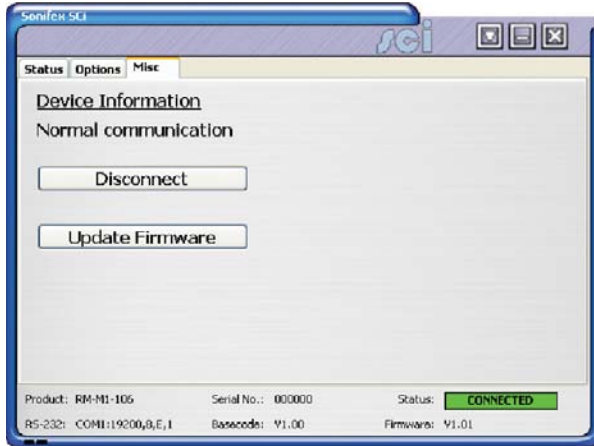 Sonifex SCi
sci
Status Options Misc
Device Information
Normal communication
Disconnect
Update Firmware
Product: RM-M1-106 Serial No.: 000000 Status: CONNECTED
RS-232: COM1:19200,8,E,1 Basecode: V1.00 Firmware: V1.01